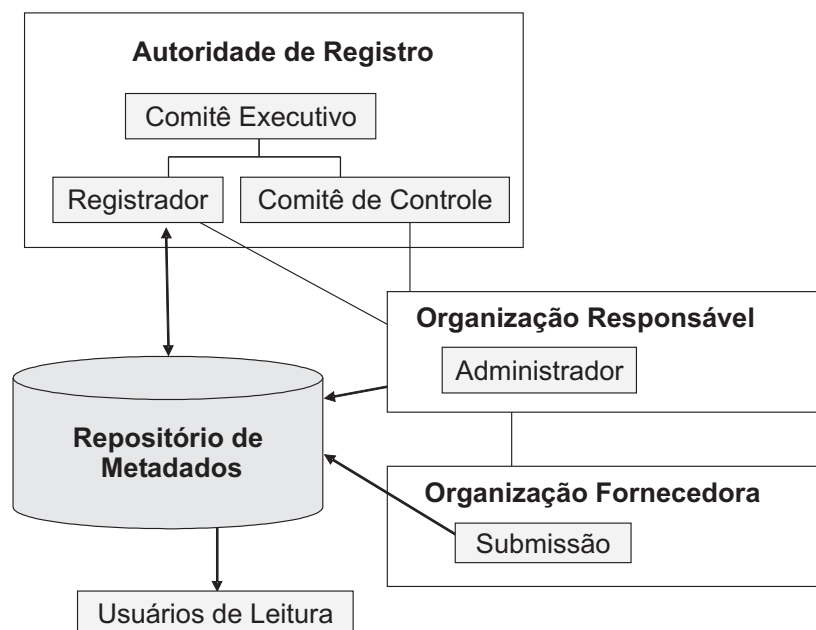 Autoridade de Registro
Comitê Executivo
Registrador
Comitê de Controle
Organização Responsável
Administrador
Repositório de
Metadados
Organização Fornecedora
Submissão
Usuários de Leitura